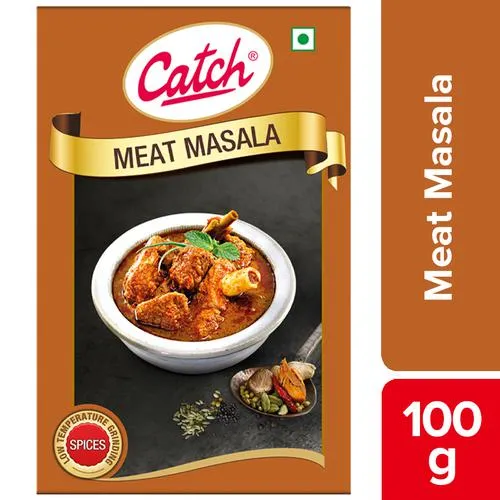 Catch®
MEAT MASALA
LOW TEMPERATURE GRINDING
SPICES
Meat Masala
100
g